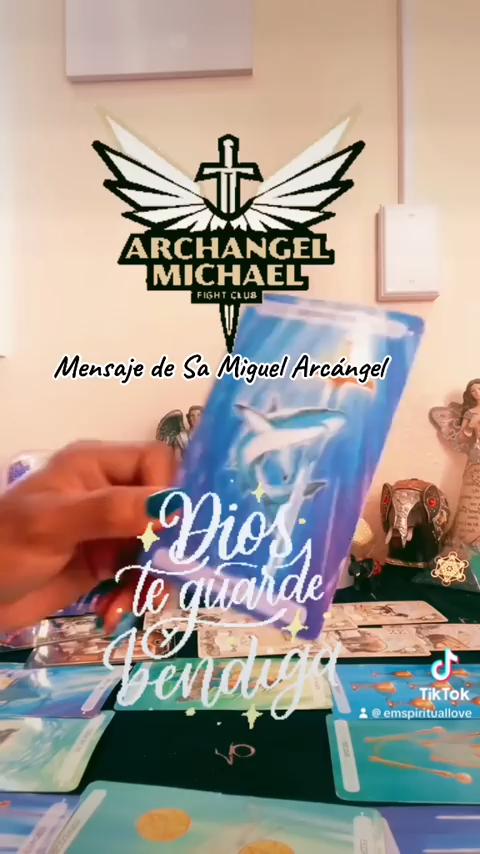 ARCHANGEL
MICHAEL
FIGHT CLUB
Mensaje de Sa Miguel Arcángel
Dios
te guarde
bendiga
TikTok
@emspirituallove